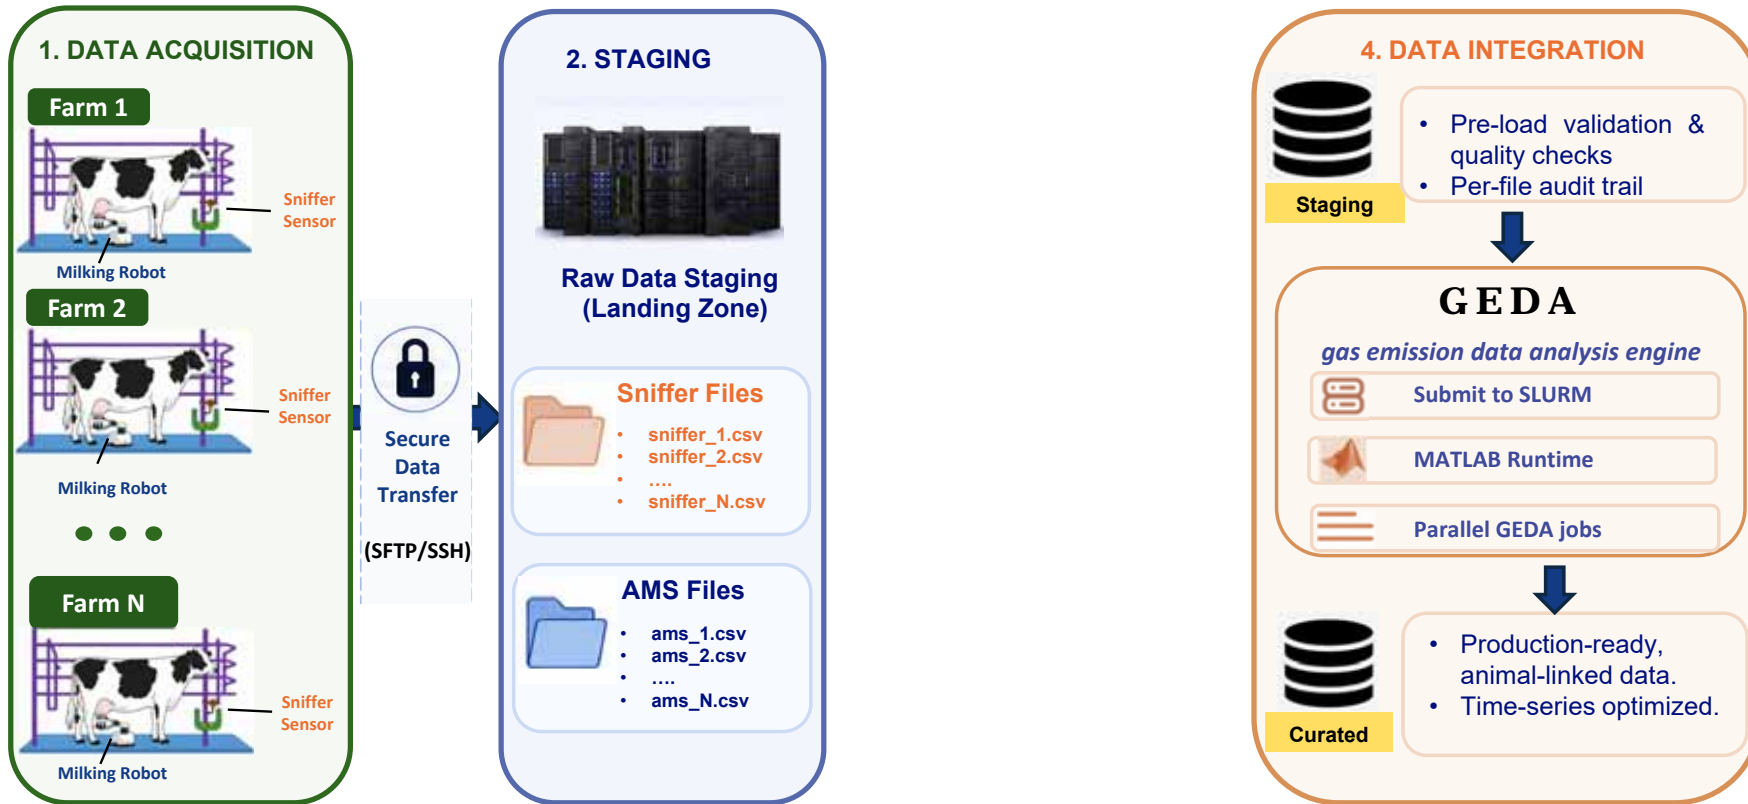 1. DATA ACQUISITION
Farm 1
Sniffer
Sensor
Milking Robot
Farm 2
Sniffer
Sensor
Milking Robot
Farm N
Sniffer
Sensor
Milking Robot
Secure
Data
Transfer
(SFTP/SSH)
2. STAGING
Raw Data Staging
(Landing Zone)
Sniffer Files
• sniffer_1.csv
• sniffer_2.csv
• ....
• sniffer_N.csv
AMS Files
• ams_1.csv
• ams_2.csv
• ....
• ams_N.csv
4. DATA INTEGRATION
Staging
• Pre-load validation &
quality checks
• Per-file audit trail
GEDA
gas emission data analysis engine
Submit to SLURM
MATLAB Runtime
Parallel GEDA jobs
Curated
• Production-ready,
animal-linked data.
• Time-series optimized.